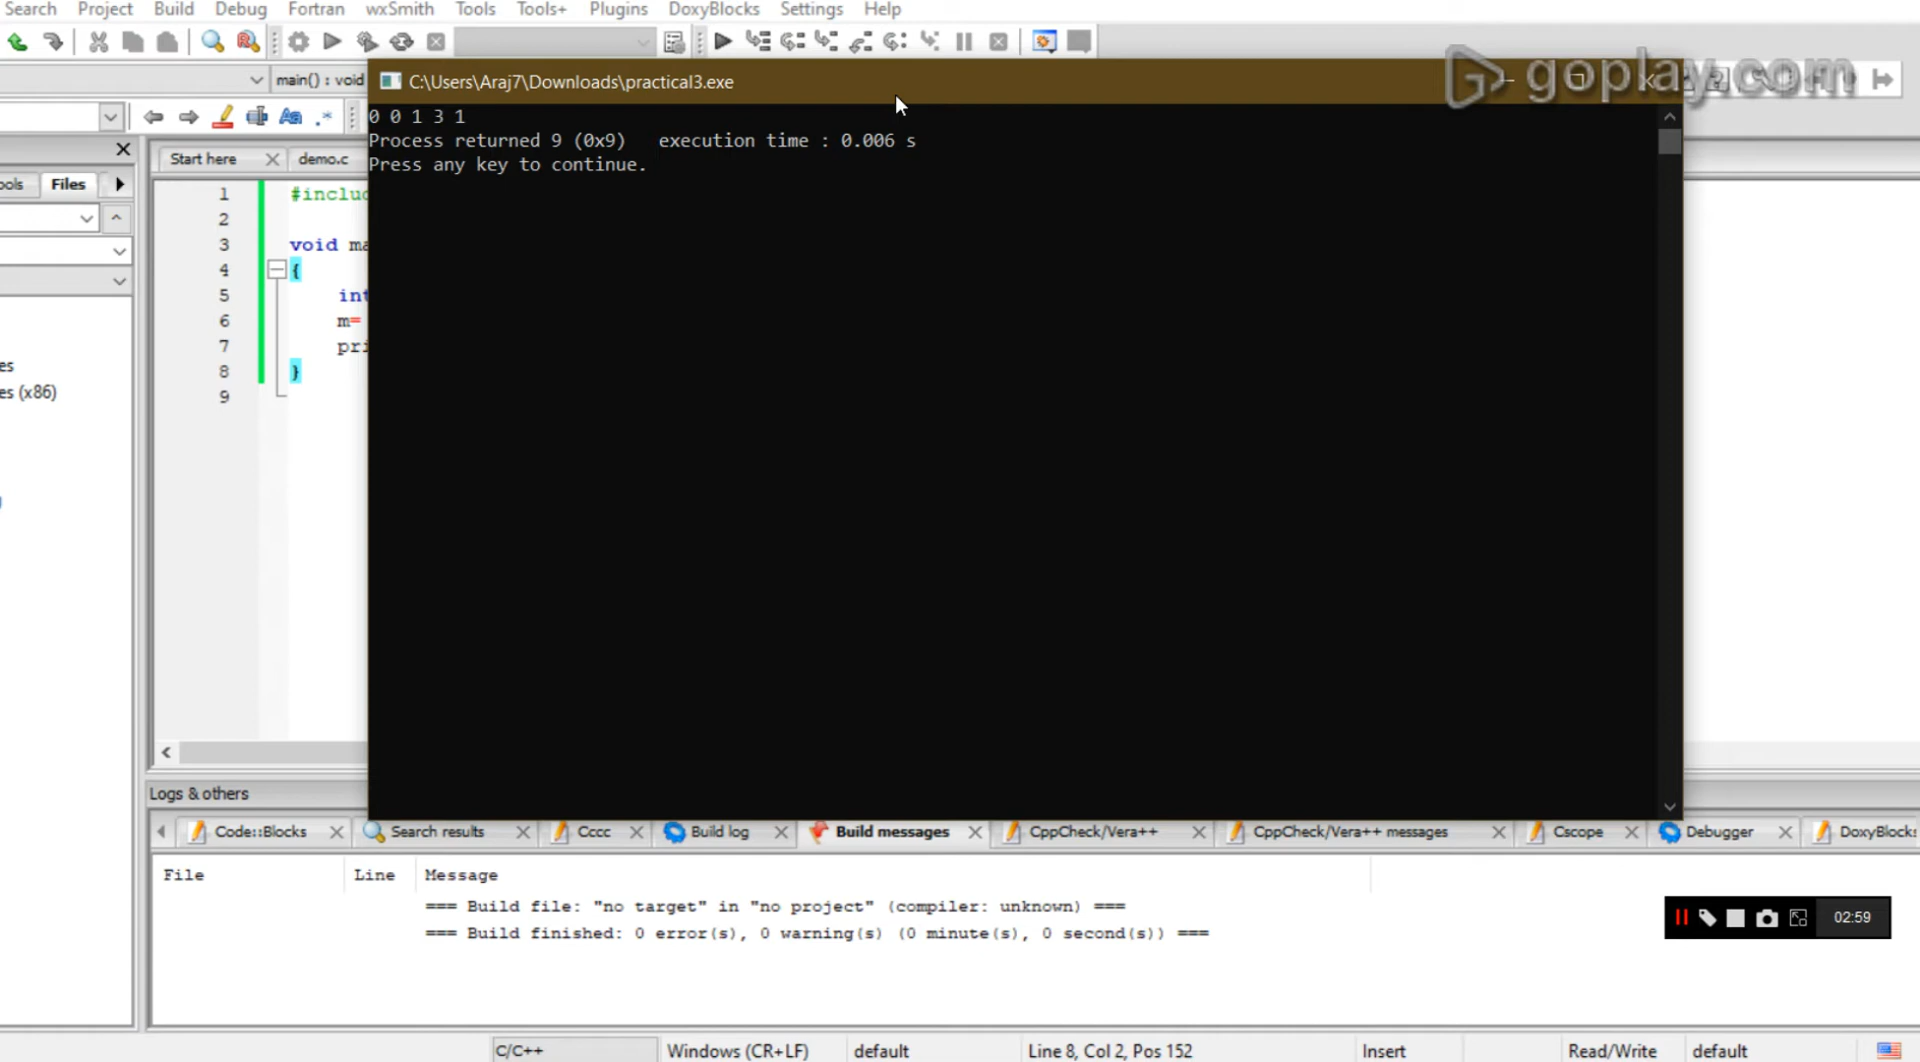 Search Project Build Debug Fortran wxSmith Tools Tools+ Plugins DoxyBlocks Settings Help
goplay.com
main() : void
C:\Users\Araj7\Downloads\practical3.exe
0 0 1 3 1
Process returned 9 (0x9) execution time : 0.006 s
Press any key to continue.
Start here demo.c
ools Files
1 #includ
2
3 void ma
4 {
5 int
6 m=
7 pri
8 }
9
es
es (x86)
Logs & others
Code::Blocks Search results Cccc Build log Build messages CppCheck/Vera++ CppCheck/Vera++ messages Cscope Debugger DoxyBlocks
File Line Message
=== Build file: "no target" in "no project" (compiler: unknown) ===
=== Build finished: 0 error(s), 0 warning(s) (0 minute(s), 0 second(s)) ===
02:59
C/C++ Windows (CR+LF) default Line 8, Col 2, Pos 152 Insert Read/Write default